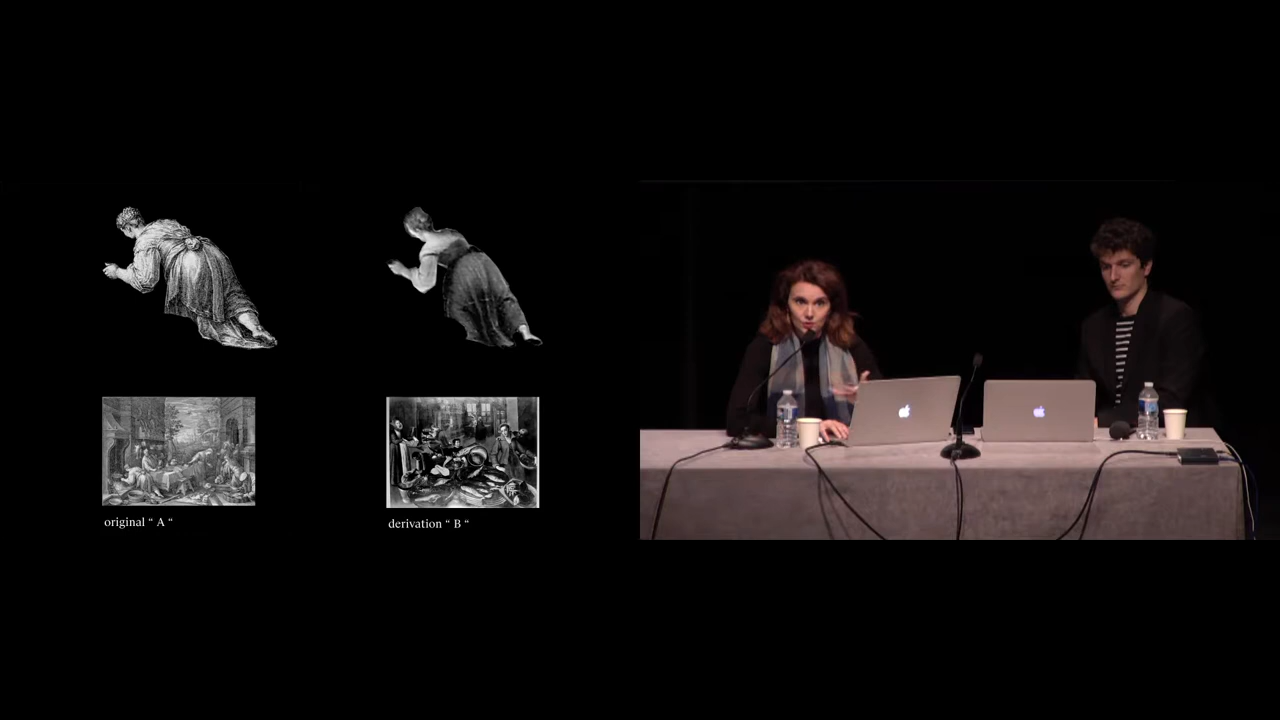 original “ A “
derivation “ B “